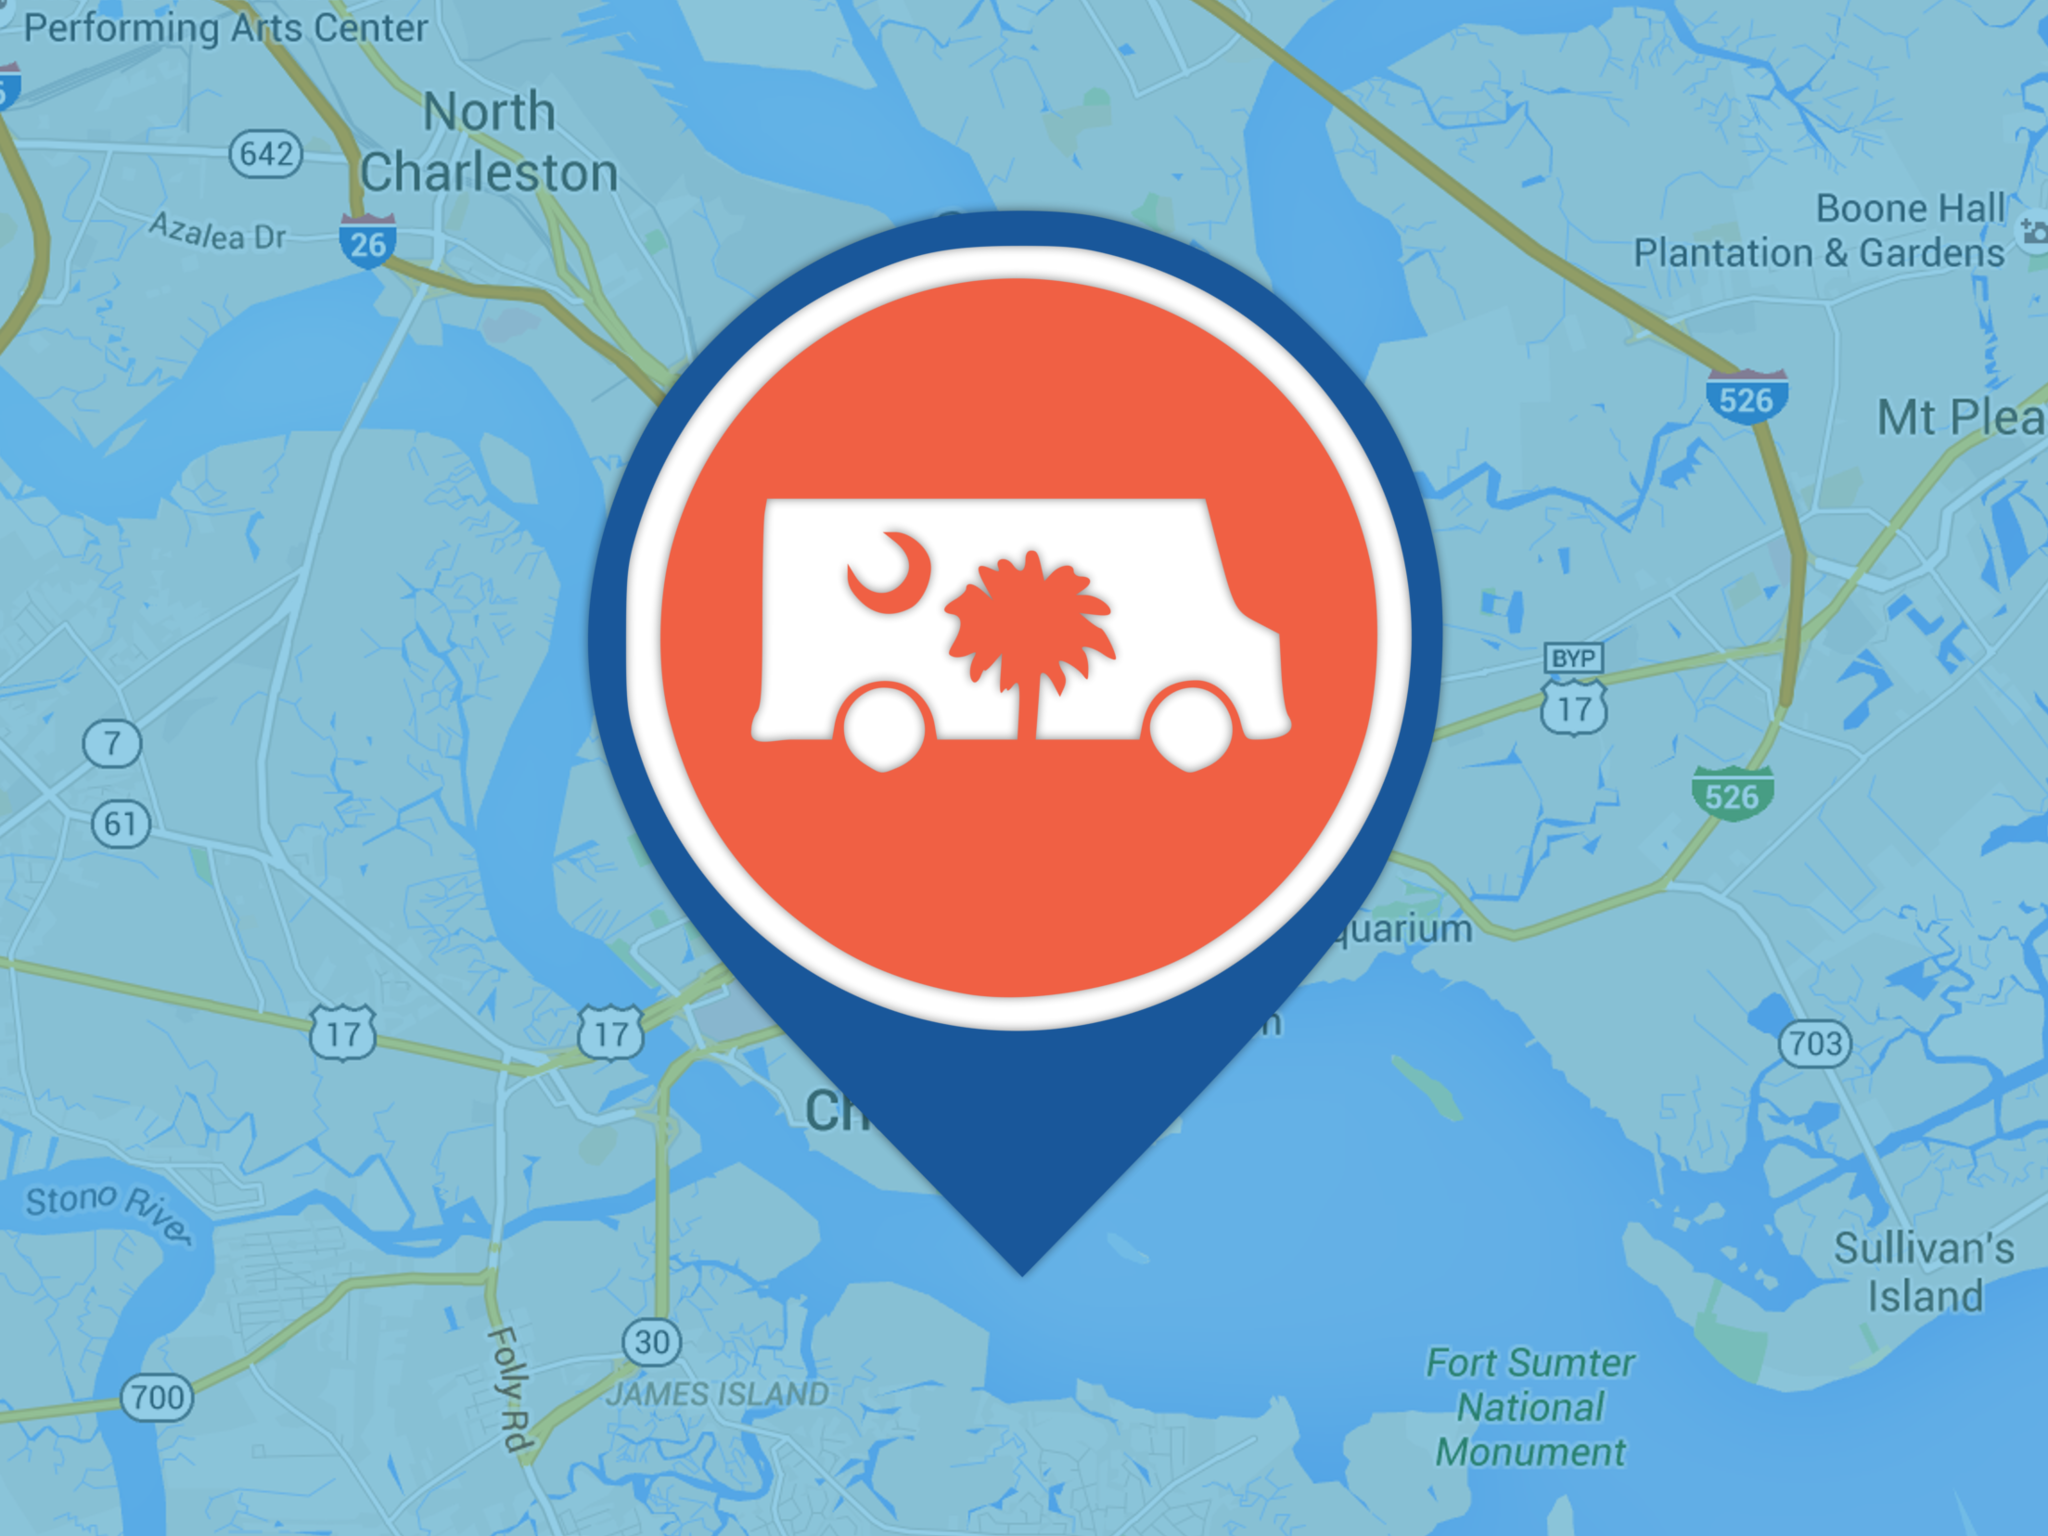 Performing Arts Center
North
Charleston
642
Azalea Dr
26
Boone Hall
Plantation & Gardens
526
Mt Plea
BYP
17
7
526
61
quarium
17
17
703
Ch
Stono River
Sullivan's
Island
30
Folly Rd
Fort Sumter
National
Monument
700
JAMES ISLAND